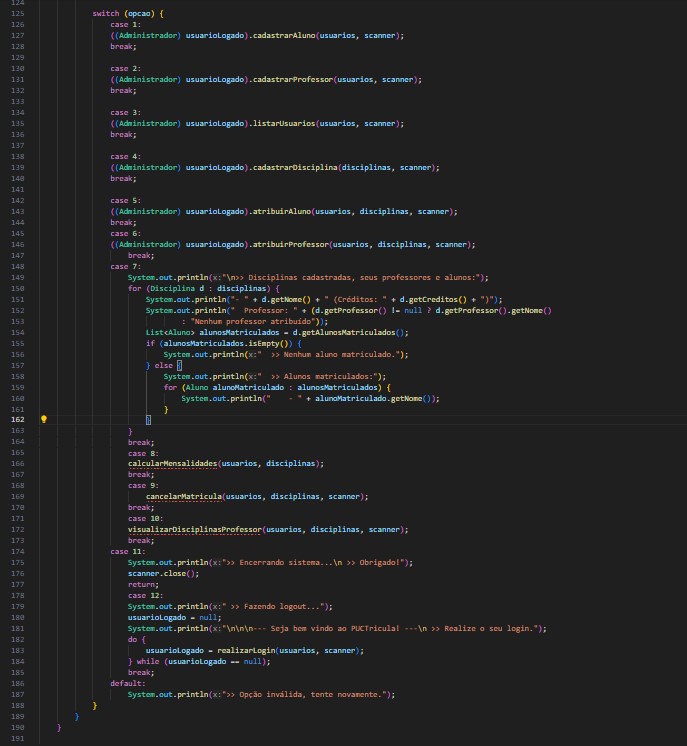 124
125 switch (opcao) {
126 case 1:
127 ((Administrador) usuarioLogado).cadastrarAluno(usuarios, scanner);
128 break;
129
130 case 2:
131 ((Administrador) usuarioLogado).cadastrarProfessor(usuarios, scanner);
132 break;
133
134 case 3:
135 ((Administrador) usuarioLogado).listarUsuarios(usuarios, scanner);
136 break;
137
138 case 4:
139 ((Administrador) usuarioLogado).cadastrarDisciplina(disciplinas, scanner);
140 break;
141
142 case 5:
143 ((Administrador) usuarioLogado).atribuirAluno(usuarios, disciplinas, scanner);
144 break;
145 case 6:
146 ((Administrador) usuarioLogado).atribuirProfessor(usuarios, disciplinas, scanner);
147 break;
148 case 7:
149 System.out.println(x:"\n>> Disciplinas cadastradas, seus professores e alunos:");
150 for (Disciplina d : disciplinas) {
151 System.out.println("- " + d.getNome() + " (Créditos: " + d.getCreditos() + ")");
152 System.out.println("  Professor: " + (d.getProfessor() != null ? d.getProfessor().getNome()
153 : "Nenhum professor atribuído"));
154 List<Aluno> alunosMatriculados = d.getAlunosMatriculados();
155 if (alunosMatriculados.isEmpty()) {
156 System.out.println(x:"  >> Nenhum aluno matriculado.");
157 } else {
158 System.out.println(x:"  >> Alunos matriculados:");
159 for (Aluno alunoMatriculado : alunosMatriculados) {
160 System.out.println("    - " + alunoMatriculado.getNome());
161 }
162 }
163 }
164 break;
165 case 8:
166 calcularMensalidades(usuarios, disciplinas);
167 break;
168 case 9:
169 cancelarMatricula(usuarios, disciplinas, scanner);
170 break;
171 case 10:
172 visualizarDisciplinasProfessor(usuarios, disciplinas, scanner);
173 break;
174 case 11:
175 System.out.println(x:">> Encerrando sistema...\n >> Obrigado!");
176 scanner.close();
177 return;
178 case 12:
179 System.out.println(x:" >> Fazendo logout...");
180 usuarioLogado = null;
181 System.out.println(x:"\n\n\n--- Seja bem vindo ao PUCTricula! ---\n >> Realize o seu login.");
182 do {
183 usuarioLogado = realizarLogin(usuarios, scanner);
184 } while (usuarioLogado == null);
185 break;
186 default:
187 System.out.println(x:">> Opção inválida, tente novamente.");
188 }
189 }
190 }
191